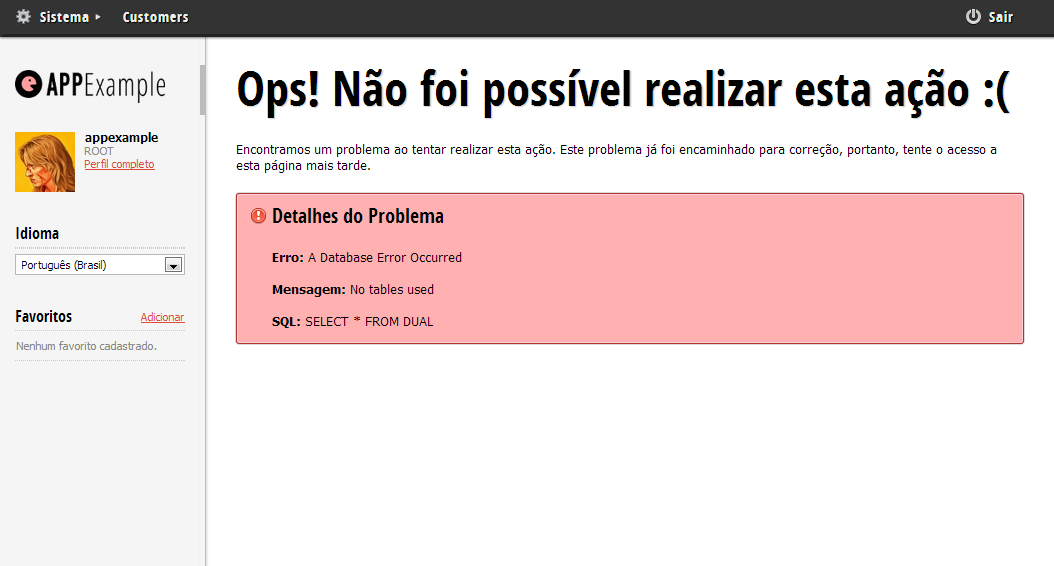 Sistema Customers Sair
APPExample
appexample
ROOT
Perfil completo
Idioma
Português (Brasil)
Favoritos Adicionar
Nenhum favorito cadastrado.
Ops! Não foi possível realizar esta ação :(
Encontramos um problema ao tentar realizar esta ação. Este problema já foi encaminhado para correção, portanto, tente o acesso a
esta página mais tarde.
Detalhes do Problema
Erro: A Database Error Occurred
Mensagem: No tables used
SQL: SELECT * FROM DUAL